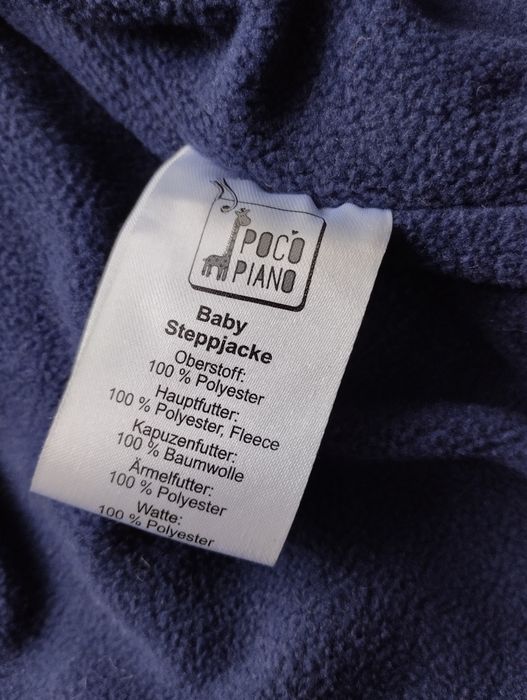 POCO
PIANO
Baby
Steppjacke
Oberstoff:
100 % Polyester
Hauptfutter:
100 % Polyester, Fleece
Kapuzenfutter:
100 % Baumwolle
Ärmelfutter:
100 % Polyester
Watte:
100 % Polyester